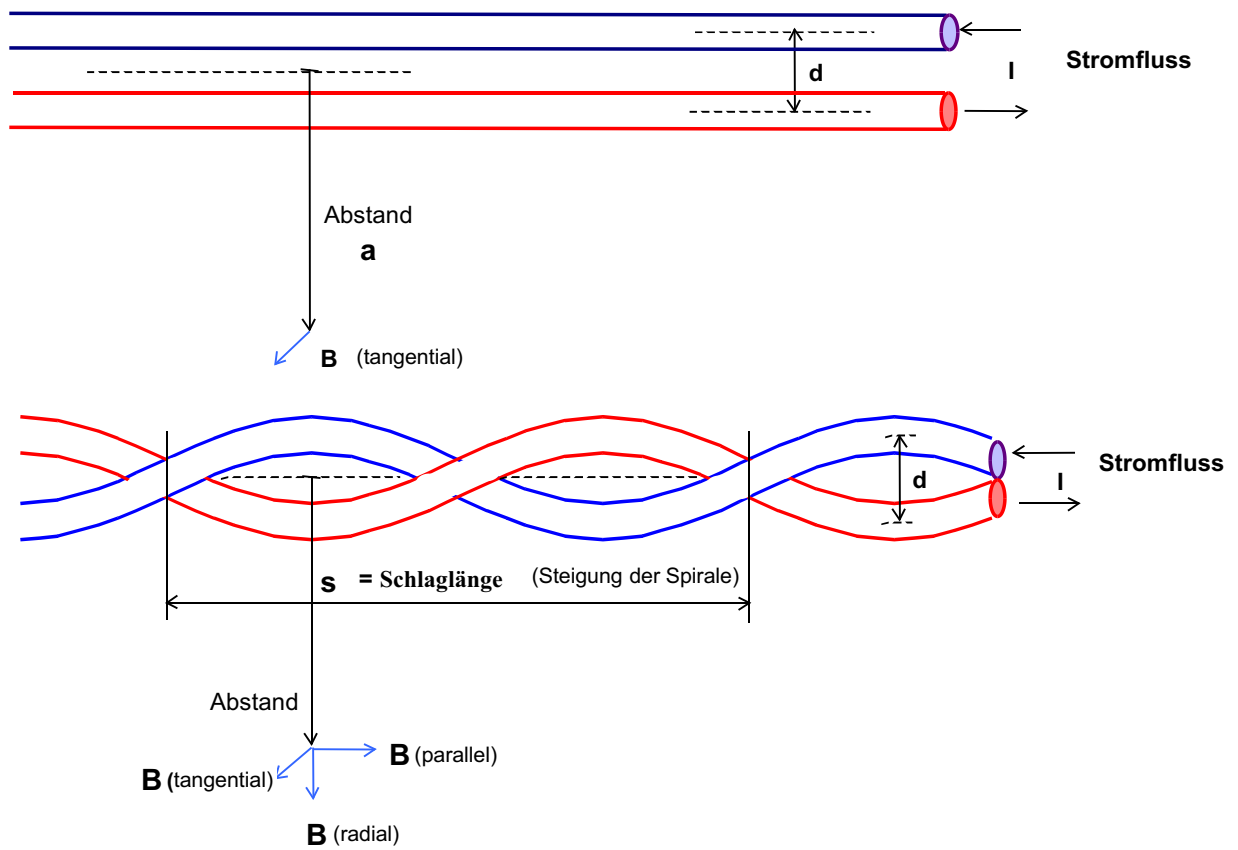 Stromfluss
d
I
Abstand
a
B (tangential)
Stromfluss
d
I
s = Schlaglänge (Steigung der Spirale)
Abstand
B (parallel)
B (tangential)
B (radial)